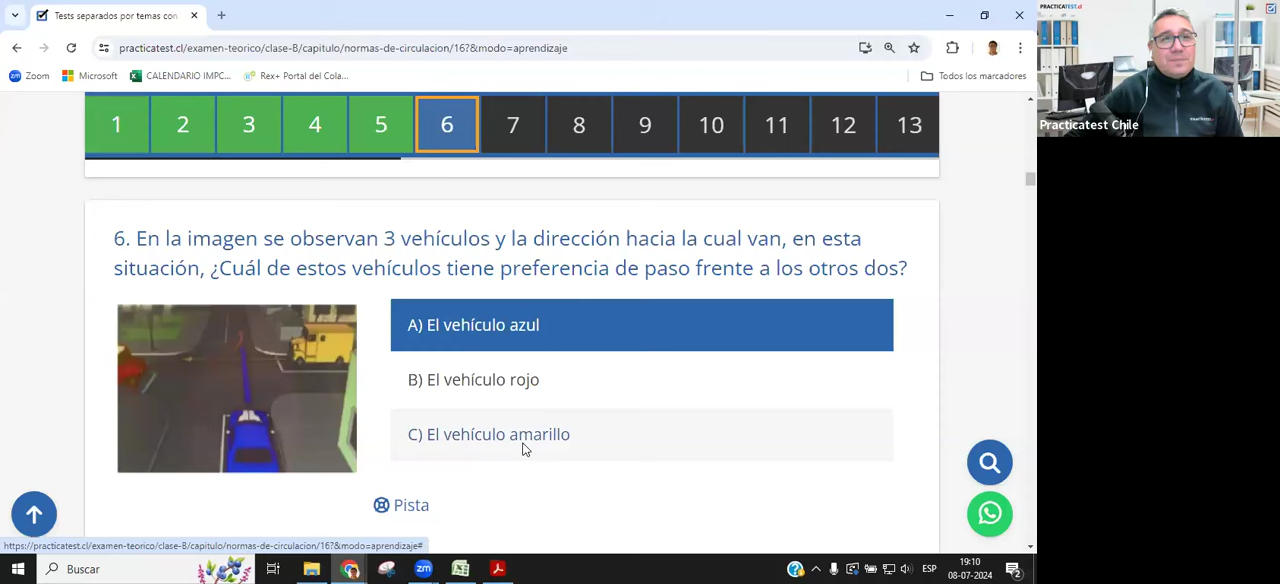 Tests separados por temas con
practicatest.cl/examen-teorico/clase-B/capitulo/normas-de-circulacion/16?&modo=aprendizaje
Zoom Microsoft CALENDARIO IMPC... Rex+ Portal del Cola... Todos los marcadores
PRACTICATEST.cl
Practicatest Chile
1 2 3 4 5 6 7 8 9 10 11 12 13
6. En la imagen se observan 3 vehículos y la dirección hacia la cual van, en esta
situación, ¿Cuál de estos vehículos tiene preferencia de paso frente a los otros dos?
A) El vehículo azul
B) El vehículo rojo
C) El vehículo amarillo
Pista
https://practicatest.cl/examen-teorico/clase-B/capitulo/normas-de-circulacion/16?&modo=aprendizaje#
Buscar
zm
ESP
19:10
08-07-2024
2